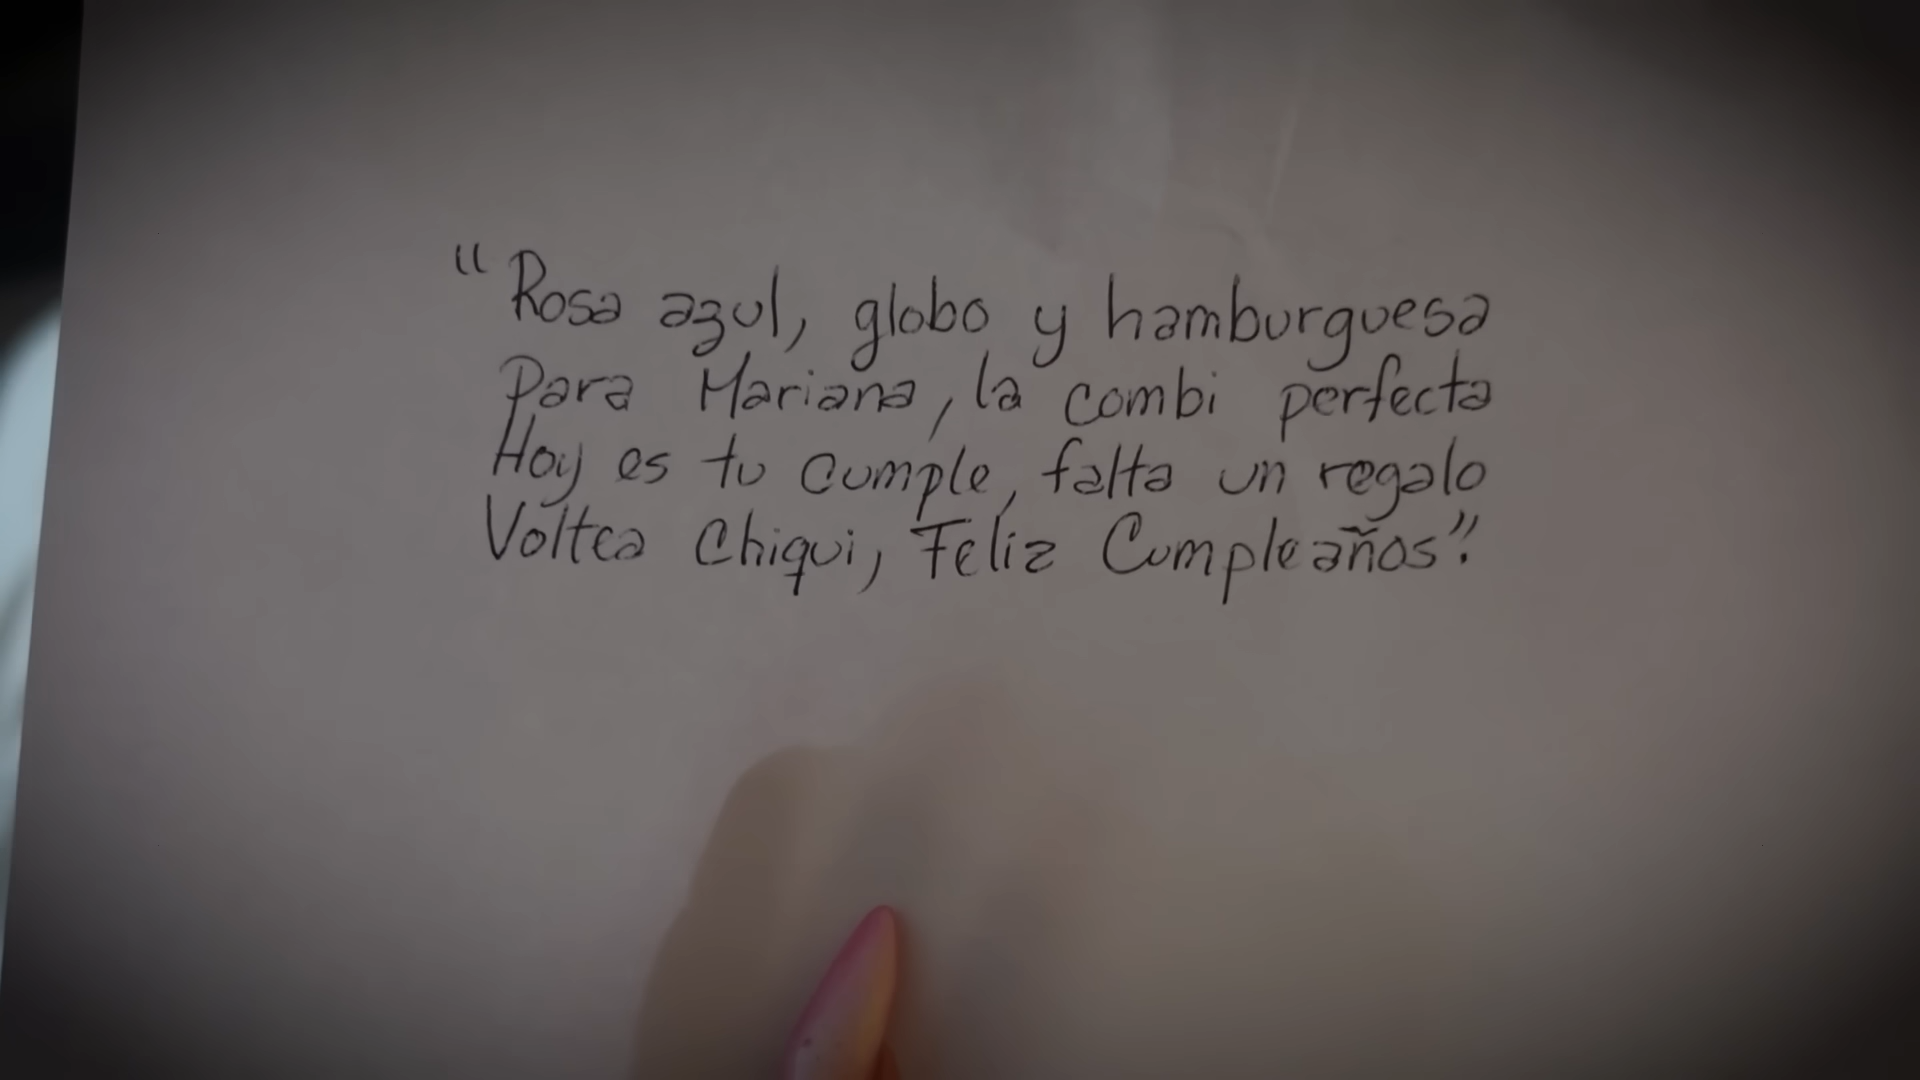 "Rosa azul, globo y hamburguesa
Para Mariana, la combi perfecta
Hoy es tu cumple, falta un regalo
Voltea Chiqui, Feliz Cumpleaños".